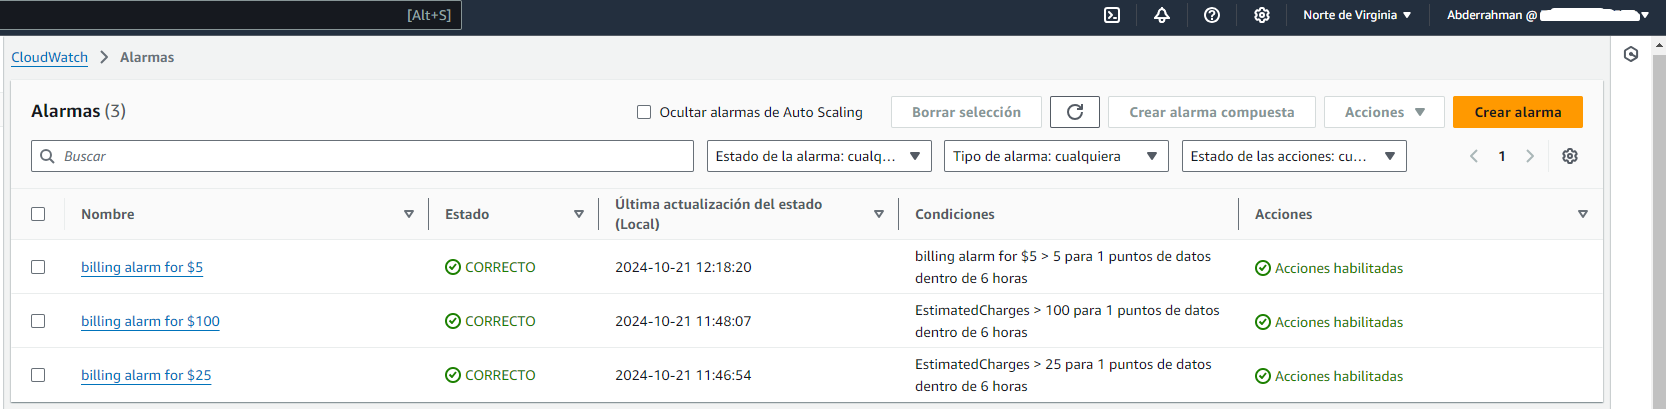 [Alt+S] Norte de Virginia Abderrahman @
CloudWatch Alarmas
Alarmas (3) Ocultar alarmas de Auto Scaling Borrar selección Crear alarma compuesta Acciones Crear alarma
Buscar Estado de la alarma: cualq... Tipo de alarma: cualquiera Estado de las acciones: cu... 1
Nombre Estado Última actualización del estado
(Local) Condiciones Acciones
billing alarm for $5 CORRECTO 2024-10-21 12:18:20 billing alarm for $5 > 5 para 1 puntos de datos
dentro de 6 horas Acciones habilitadas
billing alarm for $100 CORRECTO 2024-10-21 11:48:07 EstimatedCharges > 100 para 1 puntos de datos
dentro de 6 horas Acciones habilitadas
billing alarm for $25 CORRECTO 2024-10-21 11:46:54 EstimatedCharges > 25 para 1 puntos de datos
dentro de 6 horas Acciones habilitadas